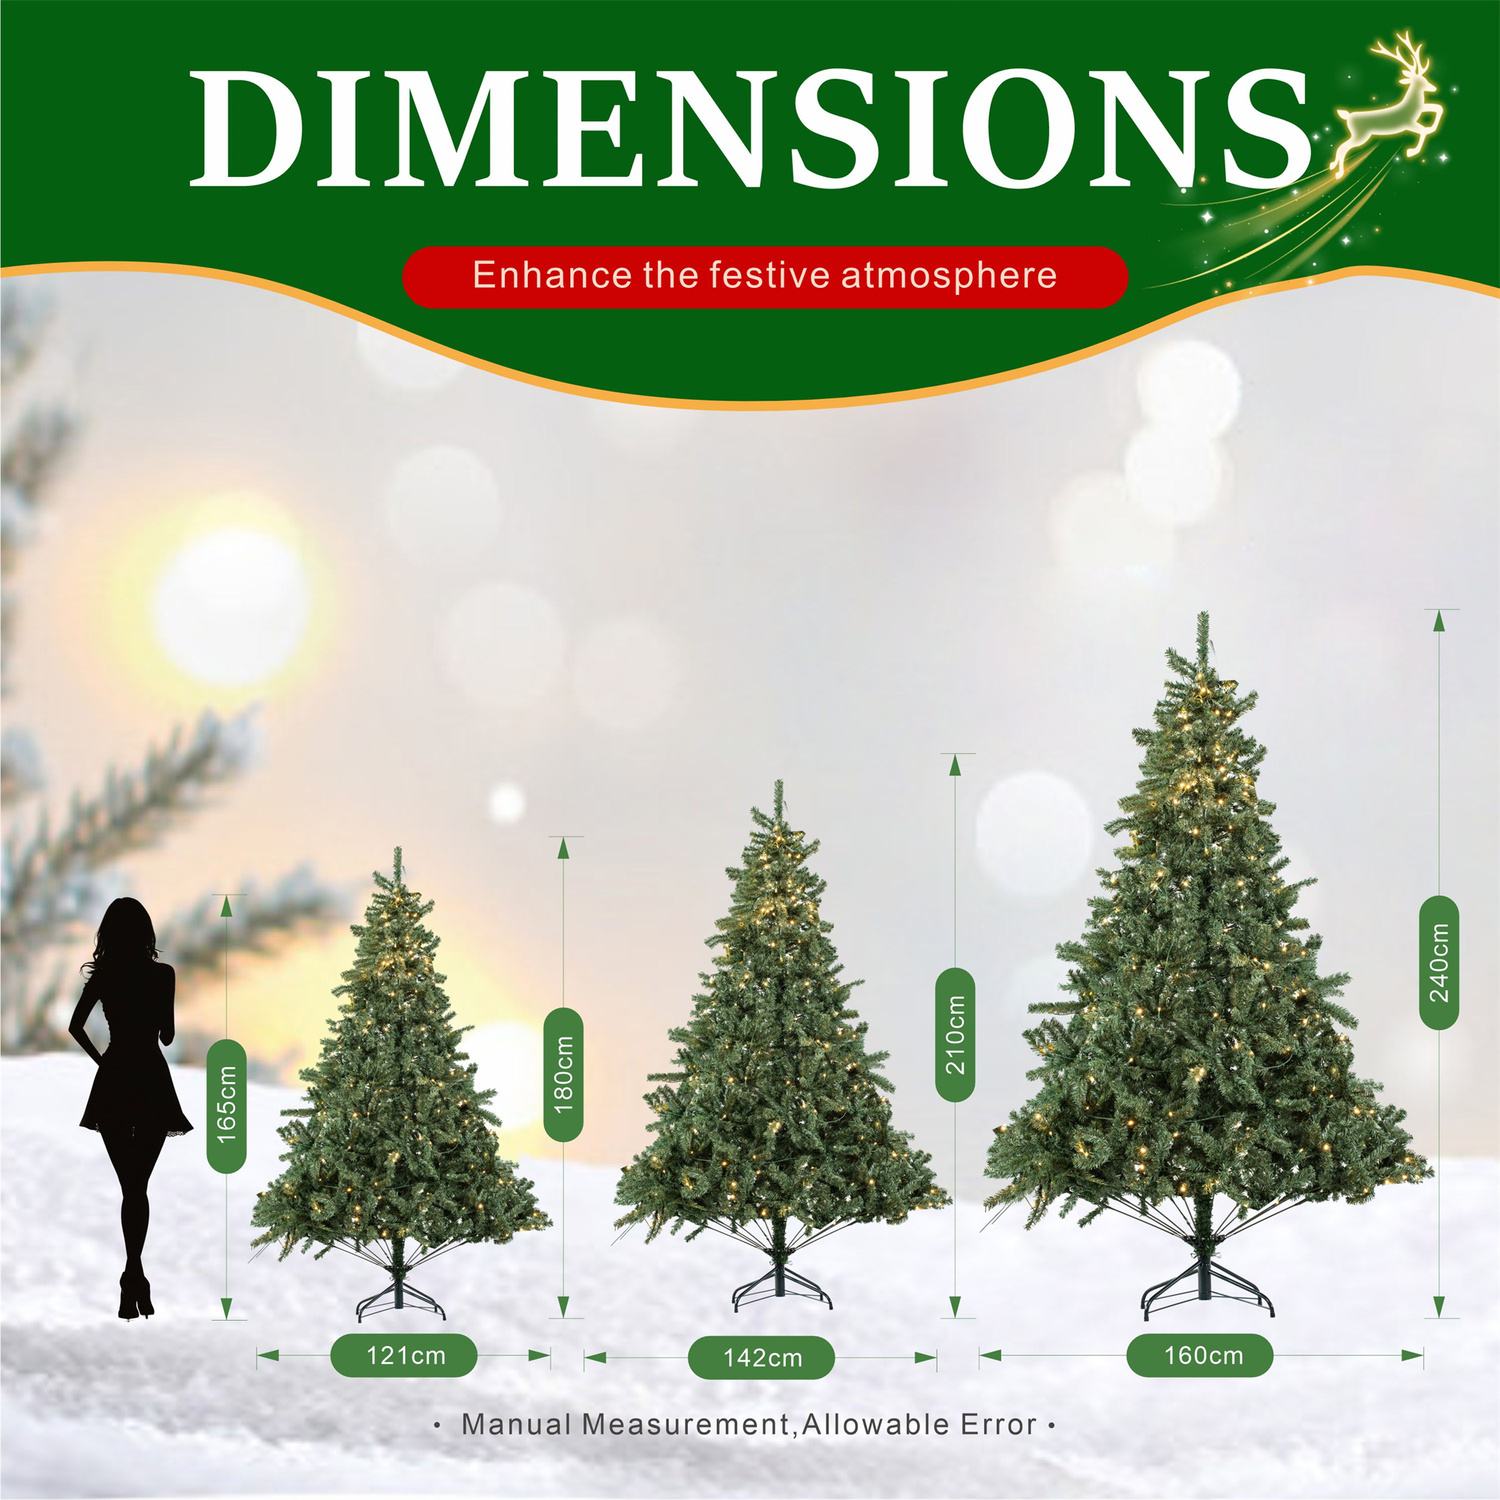 DIMENSIONS
Enhance the festive atmosphere
165cm
180cm
210cm
240cm
121cm
142cm
160cm
• Manual Measurement,Allowable Error •